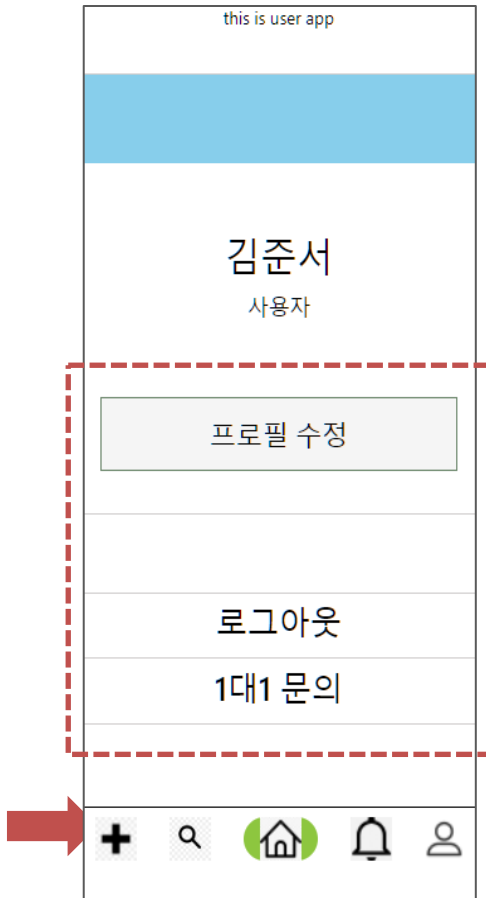 this is user app
김준서
사용자
프로필 수정
로그아웃
1대1 문의